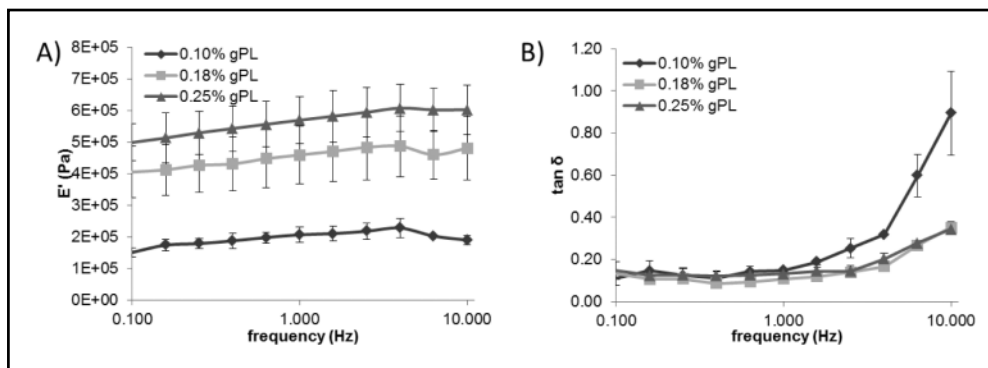 A)
E' (Pa)
8E+05
7E+05
6E+05
5E+05
4E+05
3E+05
2E+05
1E+05
0E+00
0.10% gPL
0.18% gPL
0.25% gPL
0.100
1.000
10.000
frequency (Hz)
B)
tan δ
1.20
1.00
0.80
0.60
0.40
0.20
0.00
0.10% gPL
0.18% gPL
0.25% gPL
0.100
1.000
10.000
frequency (Hz)